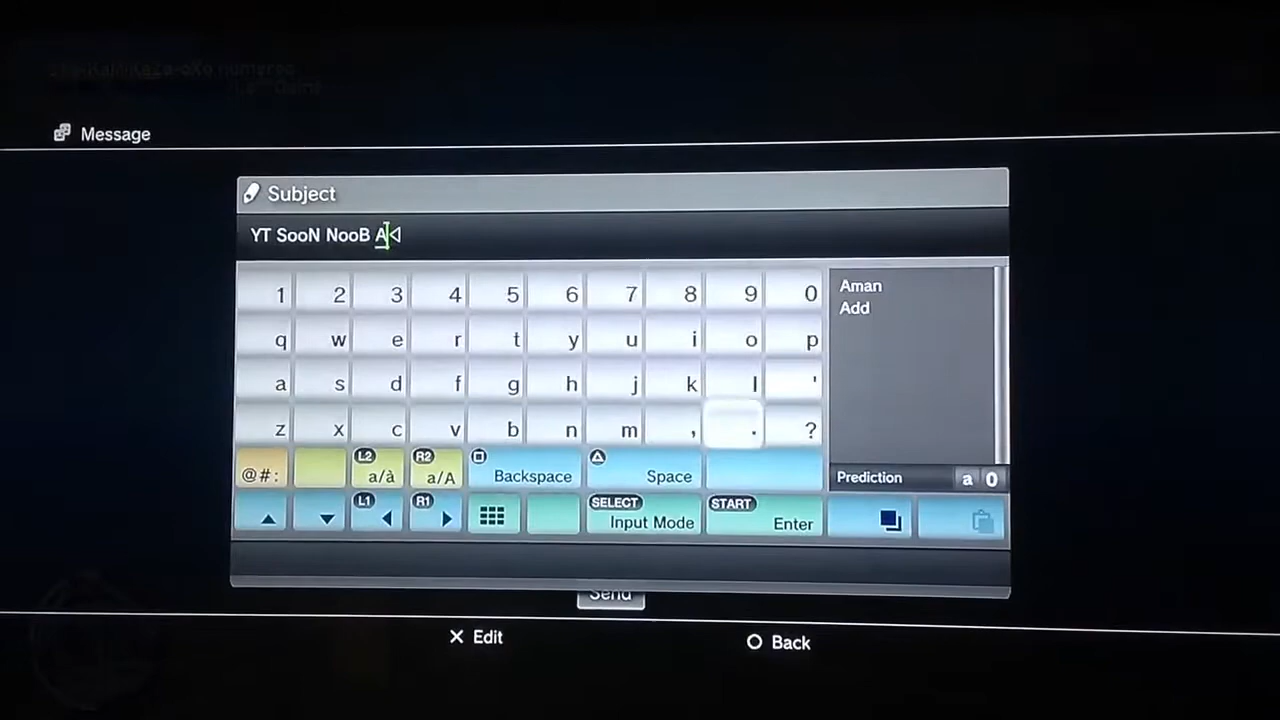 Message
Subject
YT SooN NooB A
1 2 3 4 5 6 7 8 9 0
Aman
Add
q w e r t y u i o p
a s d f g h j k l '
z x c v b n m , . ?
@#: L2 a/à R2 a/A Backspace Space
Prediction a 0
L1 R1 SELECT Input Mode START Enter
Send
X Edit O Back